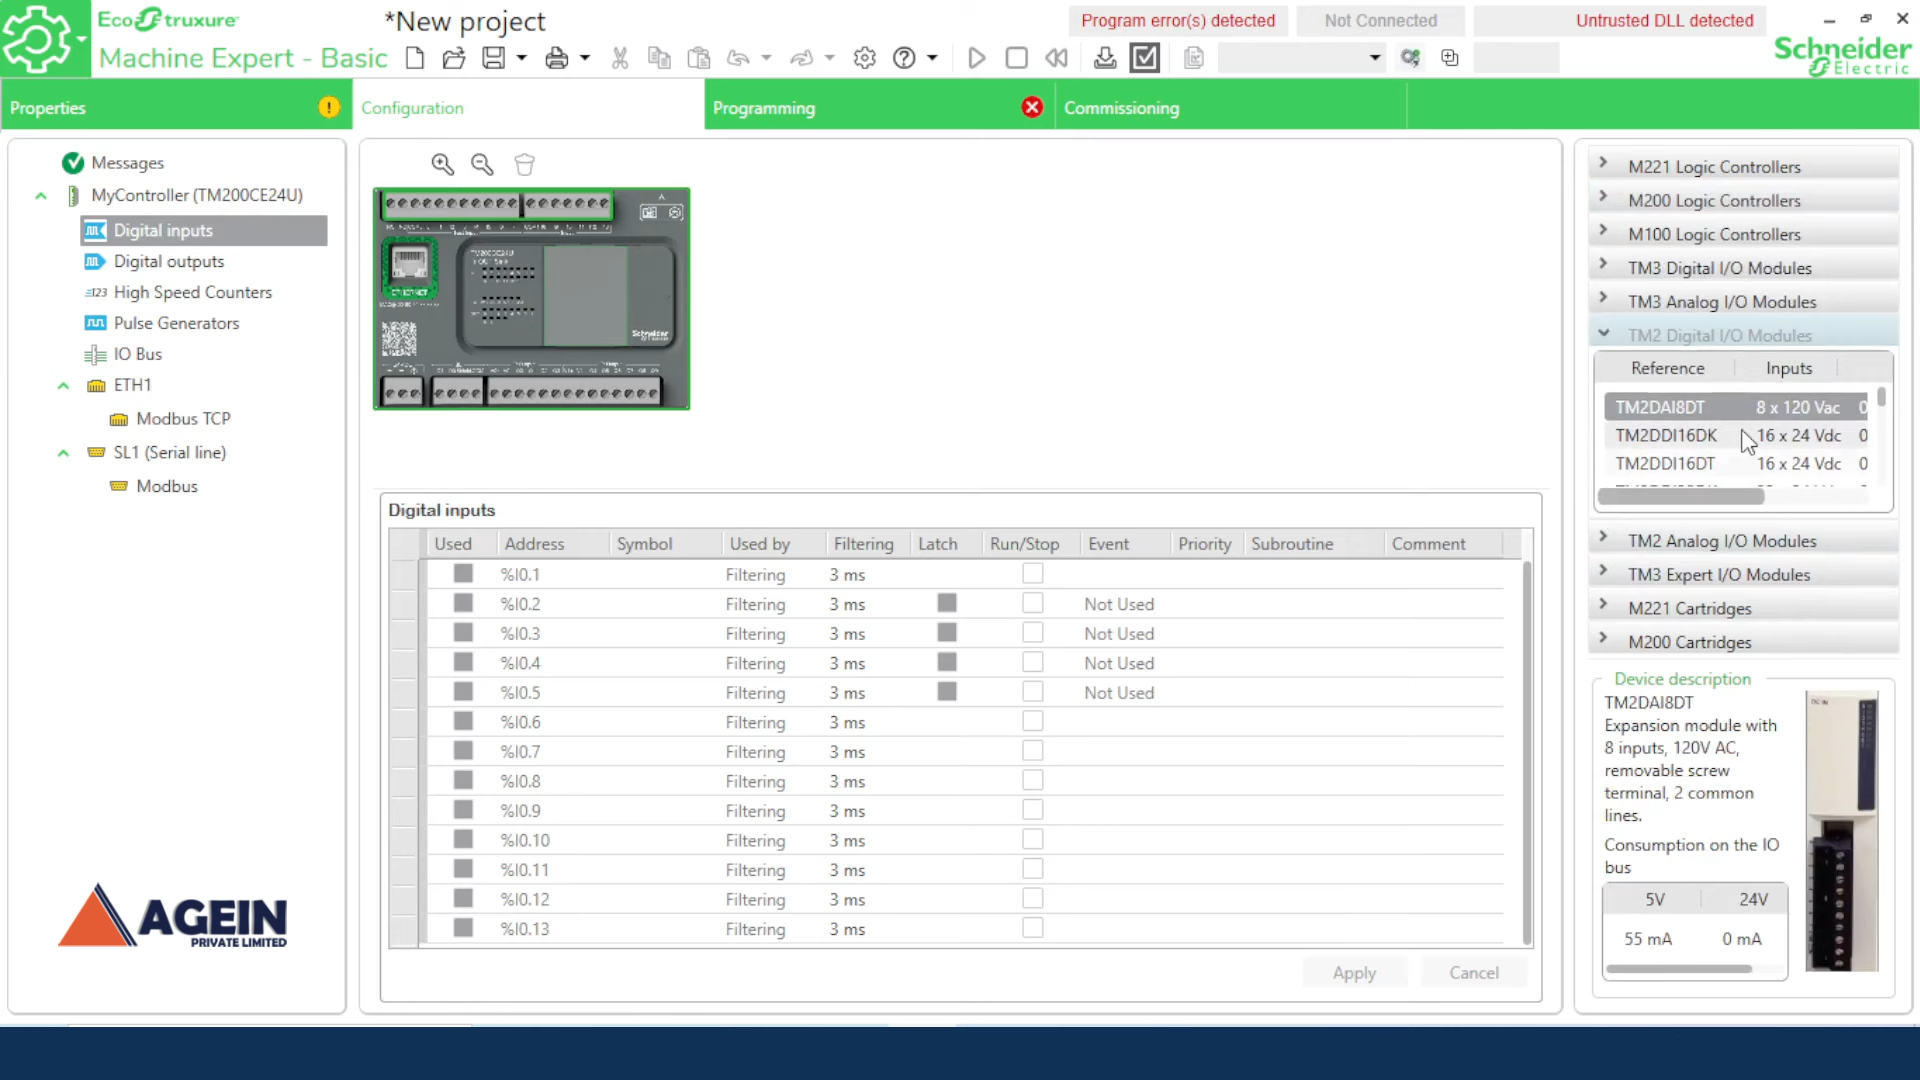 EcoStruxure
Machine Expert - Basic
*New project
Program error(s) detected
Not Connected
Untrusted DLL detected
Schneider
Electric
Properties
Configuration
Programming
Commissioning
Messages
MyController (TM200CE24U)
Digital inputs
Digital outputs
High Speed Counters
Pulse Generators
IO Bus
ETH1
Modbus TCP
SL1 (Serial line)
Modbus
AGEIN
PRIVATE LIMITED
TM200CE24U
ETHERNET
Schneider
Digital inputs
Used Address Symbol Used by Filtering Latch Run/Stop Event Priority Subroutine Comment
%I0.1 Filtering 3 ms
%I0.2 Filtering 3 ms Not Used
%I0.3 Filtering 3 ms Not Used
%I0.4 Filtering 3 ms Not Used
%I0.5 Filtering 3 ms Not Used
%I0.6 Filtering 3 ms
%I0.7 Filtering 3 ms
%I0.8 Filtering 3 ms
%I0.9 Filtering 3 ms
%I0.10 Filtering 3 ms
%I0.11 Filtering 3 ms
%I0.12 Filtering 3 ms
%I0.13 Filtering 3 ms
Apply Cancel
M221 Logic Controllers
M200 Logic Controllers
M100 Logic Controllers
TM3 Digital I/O Modules
TM3 Analog I/O Modules
TM2 Digital I/O Modules
Reference Inputs
TM2DAI8DT 8 x 120 Vac 0
TM2DDI16DK 16 x 24 Vdc 0
TM2DDI16DT 16 x 24 Vdc 0
TM2 Analog I/O Modules
TM3 Expert I/O Modules
M221 Cartridges
M200 Cartridges
Device description
TM2DAI8DT
Expansion module with
8 inputs, 120V AC,
removable screw
terminal, 2 common
lines.
Consumption on the IO
bus
5V 24V
55 mA 0 mA